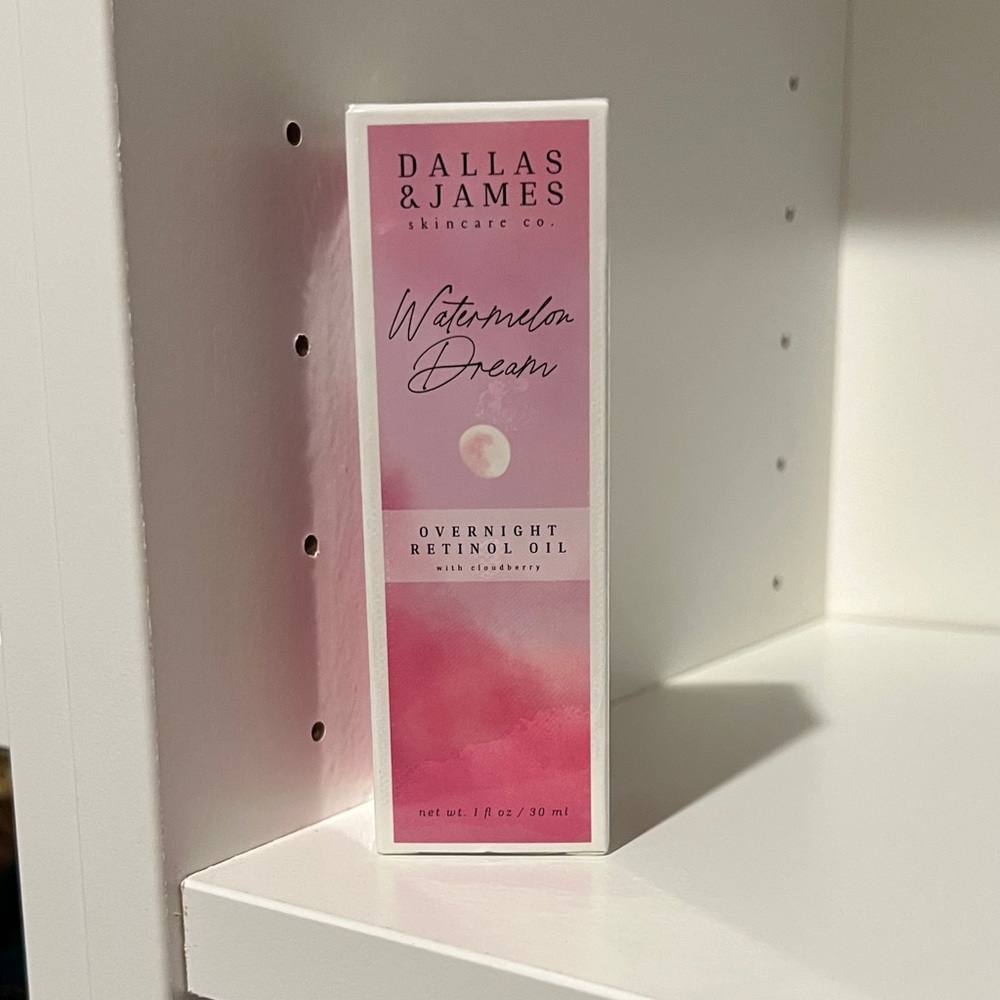 DALLAS
&JAMES
skincare co.
Watermelon
Dream
OVERNIGHT
RETINOL OIL
with cloudberry
net wt. 1 fl oz / 30 ml